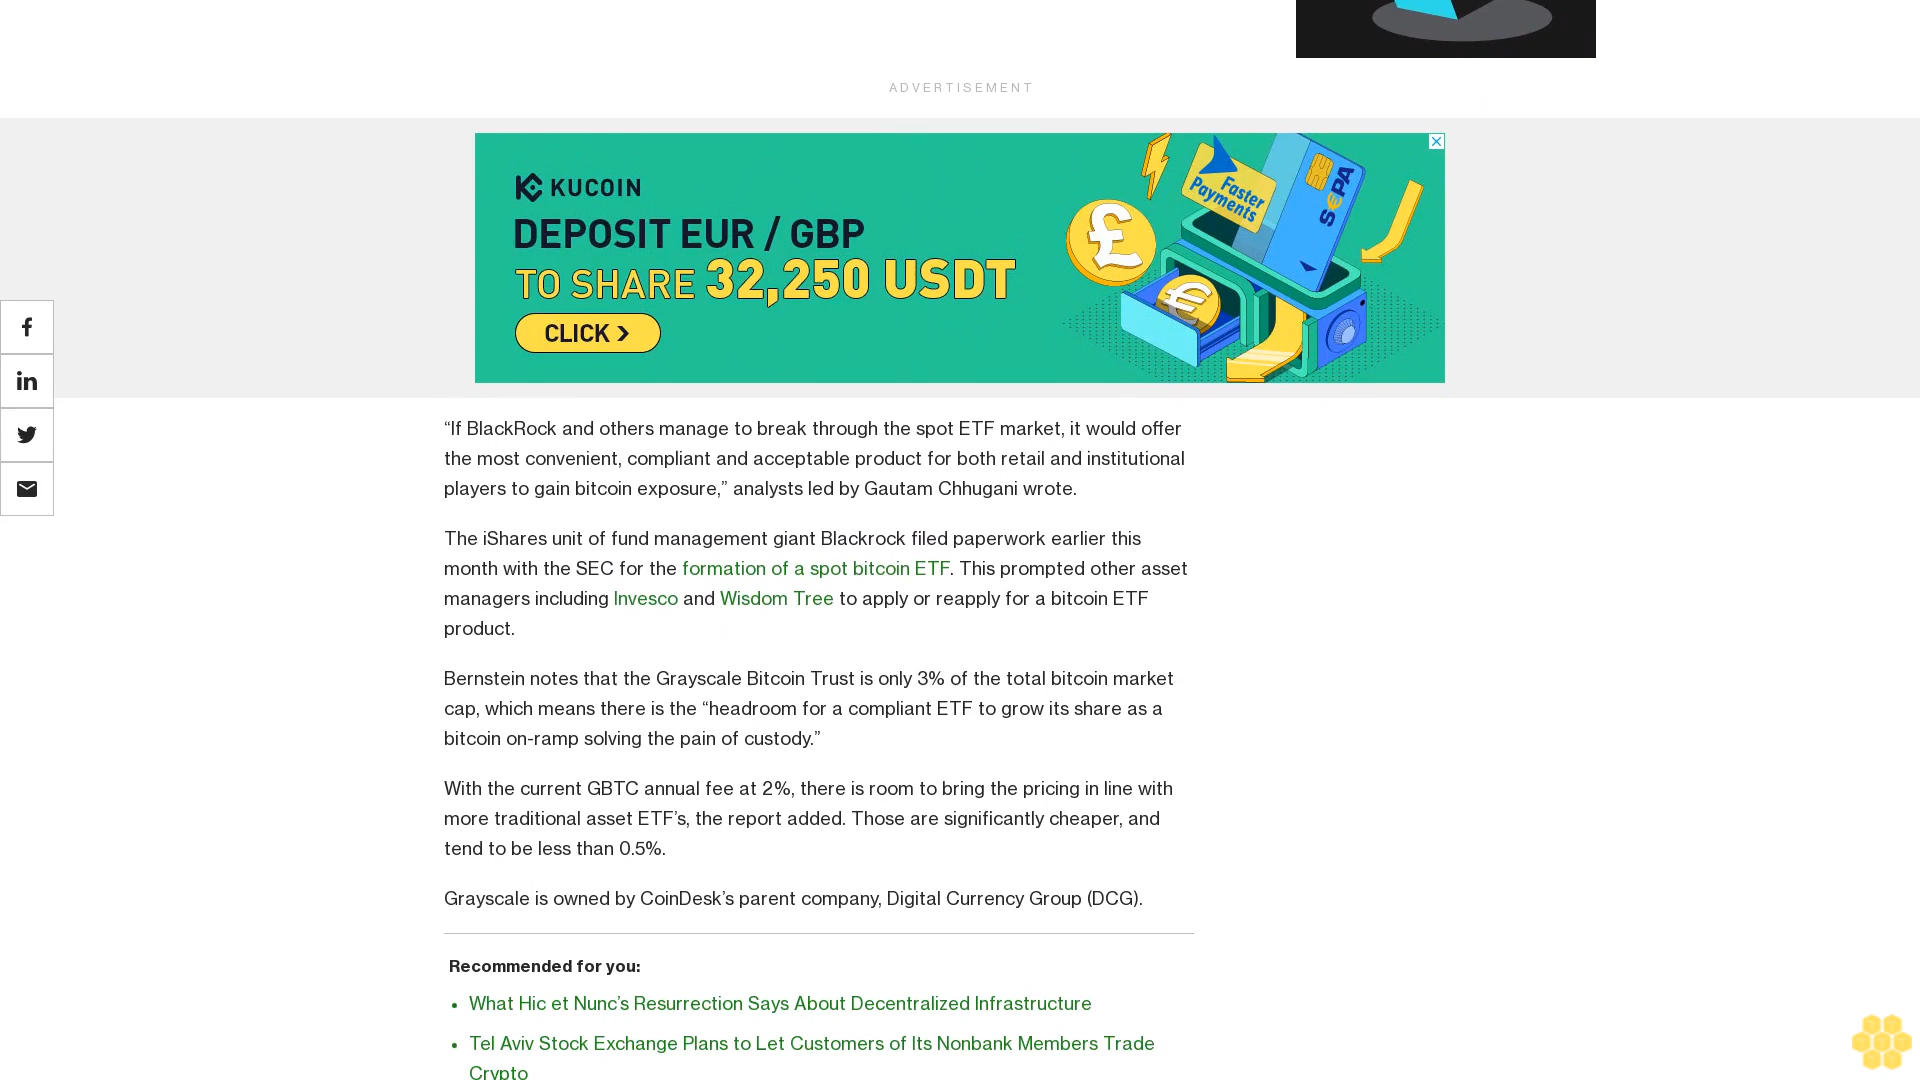 ADVERTISEMENT
KUCOIN
DEPOSIT EUR / GBP
TO SHARE 32,250 USDT
CLICK >
Faster
Payments
S€PA
£
€
“If BlackRock and others manage to break through the spot ETF market, it would offer
the most convenient, compliant and acceptable product for both retail and institutional
players to gain bitcoin exposure,” analysts led by Gautam Chhugani wrote.
The iShares unit of fund management giant Blackrock filed paperwork earlier this
month with the SEC for the formation of a spot bitcoin ETF. This prompted other asset
managers including Invesco and Wisdom Tree to apply or reapply for a bitcoin ETF
product.
Bernstein notes that the Grayscale Bitcoin Trust is only 3% of the total bitcoin market
cap, which means there is the “headroom for a compliant ETF to grow its share as a
bitcoin on-ramp solving the pain of custody.”
With the current GBTC annual fee at 2%, there is room to bring the pricing in line with
more traditional asset ETF’s, the report added. Those are significantly cheaper, and
tend to be less than 0.5%.
Grayscale is owned by CoinDesk’s parent company, Digital Currency Group (DCG).
Recommended for you:
• What Hic et Nunc’s Resurrection Says About Decentralized Infrastructure
• Tel Aviv Stock Exchange Plans to Let Customers of Its Nonbank Members Trade
Crypto